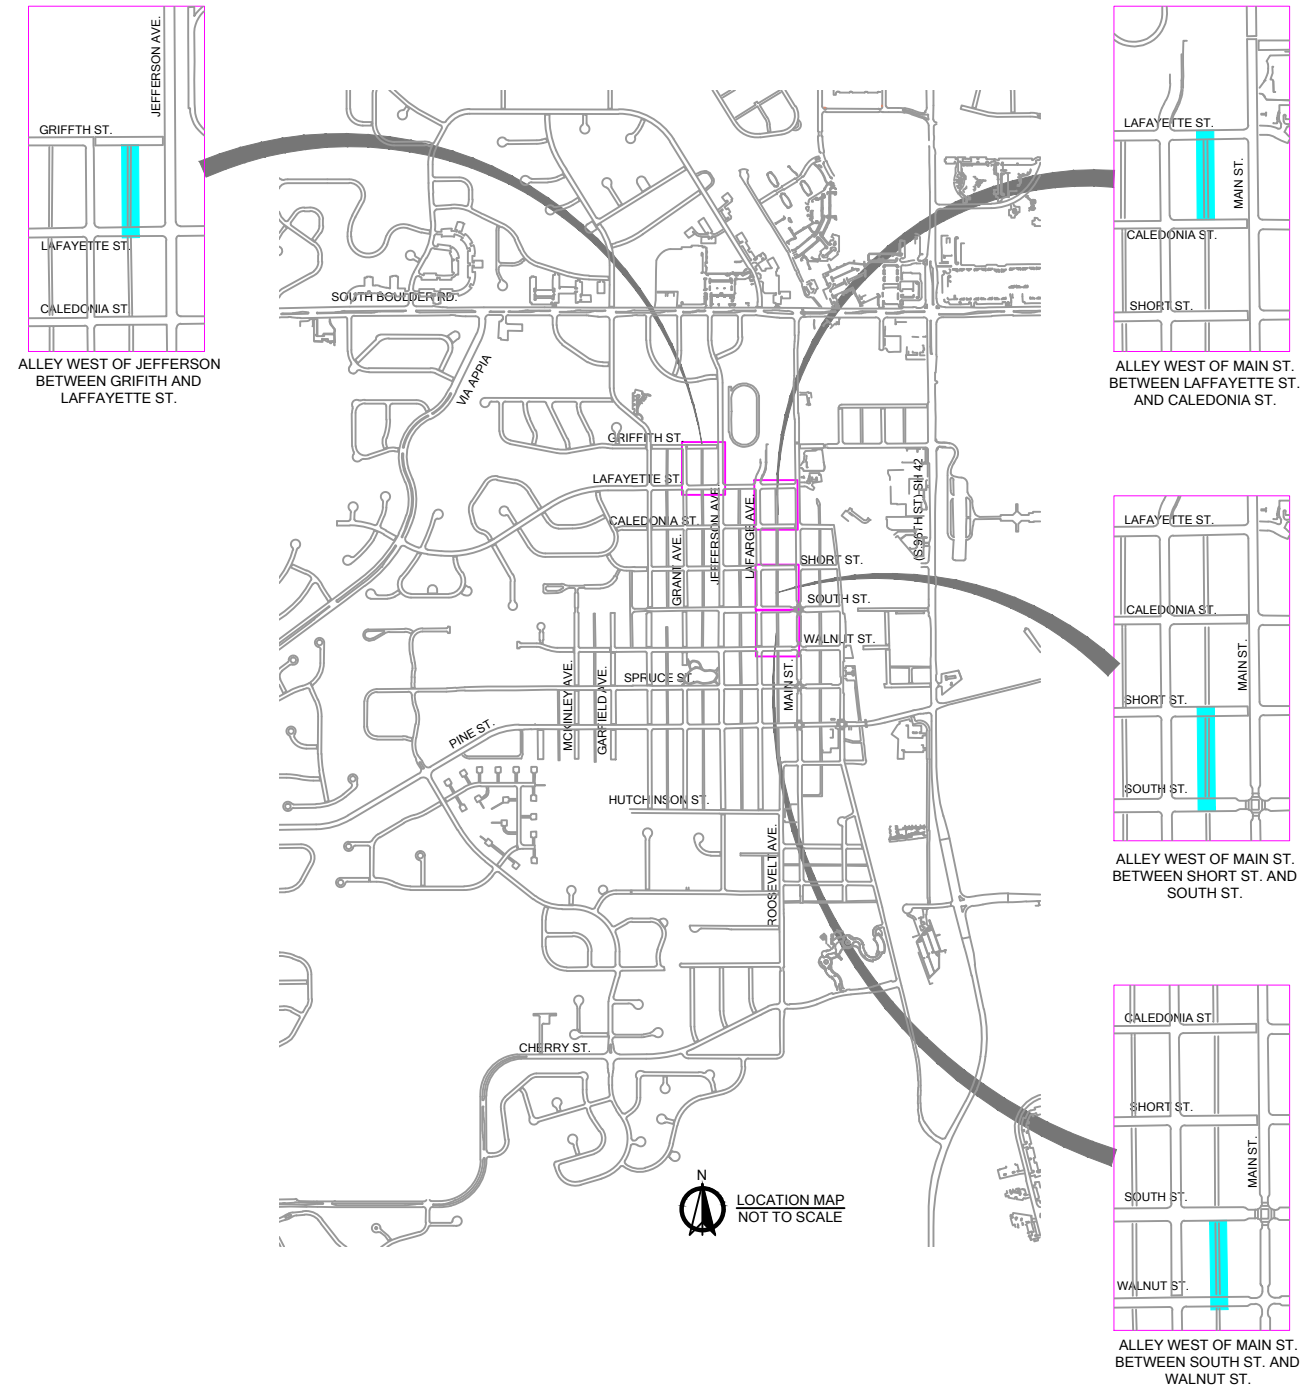 JEFFERSON AVE.
GRIFFTH ST.
LAFAYETTE ST.
CALEDONIA ST.
ALLEY WEST OF JEFFERSON
BETWEEN GRIFITH AND
LAFFAYETTE ST.
LAFAYETTE ST.
MAIN ST.
CALEDONIA ST.
SHORT ST.
ALLEY WEST OF MAIN ST.
BETWEEN LAFFAYETTE ST.
AND CALEDONIA ST.
SOUTH BOULDER RD.
VIA APPIA
GRIFFITH ST.
LAFAYETTE ST.
CALEDONIA ST.
GRANT AVE.
JEFFERSON AVE.
LAFARGE AVE.
(S 96TH ST) SH 42
SHORT ST.
SOUTH ST.
WALNUT ST.
SPRUCE ST.
MCKINLEY AVE.
GARFIELD AVE.
MAIN ST.
PINE ST.
HUTCHINSON ST.
ROOSEVELT AVE.
CHERRY ST.
LAFAYETTE ST.
CALEDONIA ST.
MAIN ST.
SHORT ST.
SOUTH ST.
ALLEY WEST OF MAIN ST.
BETWEEN SHORT ST. AND
SOUTH ST.
CALEDONIA ST.
SHORT ST.
MAIN ST.
SOUTH ST.
WALNUT ST.
ALLEY WEST OF MAIN ST.
BETWEEN SOUTH ST. AND
WALNUT ST.
N
LOCATION MAP
NOT TO SCALE